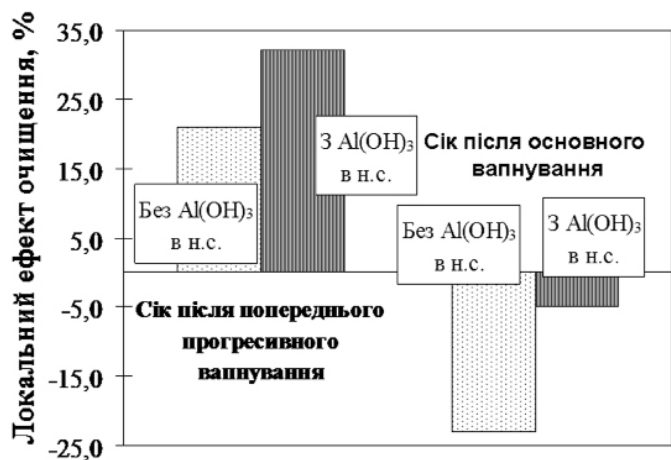 Локальний ефект очищення, %
35,0
25,0
15,0
5,0
-5,0
-15,0
-25,0
Без Al(OH)₃
в н.с.
З Al(OH)₃
в н.с.
Сік після попереднього
прогресивного
вапнування
Сік після основного
вапнування
Без Al(OH)₃
в н.с.
З Al(OH)₃
в н.с.